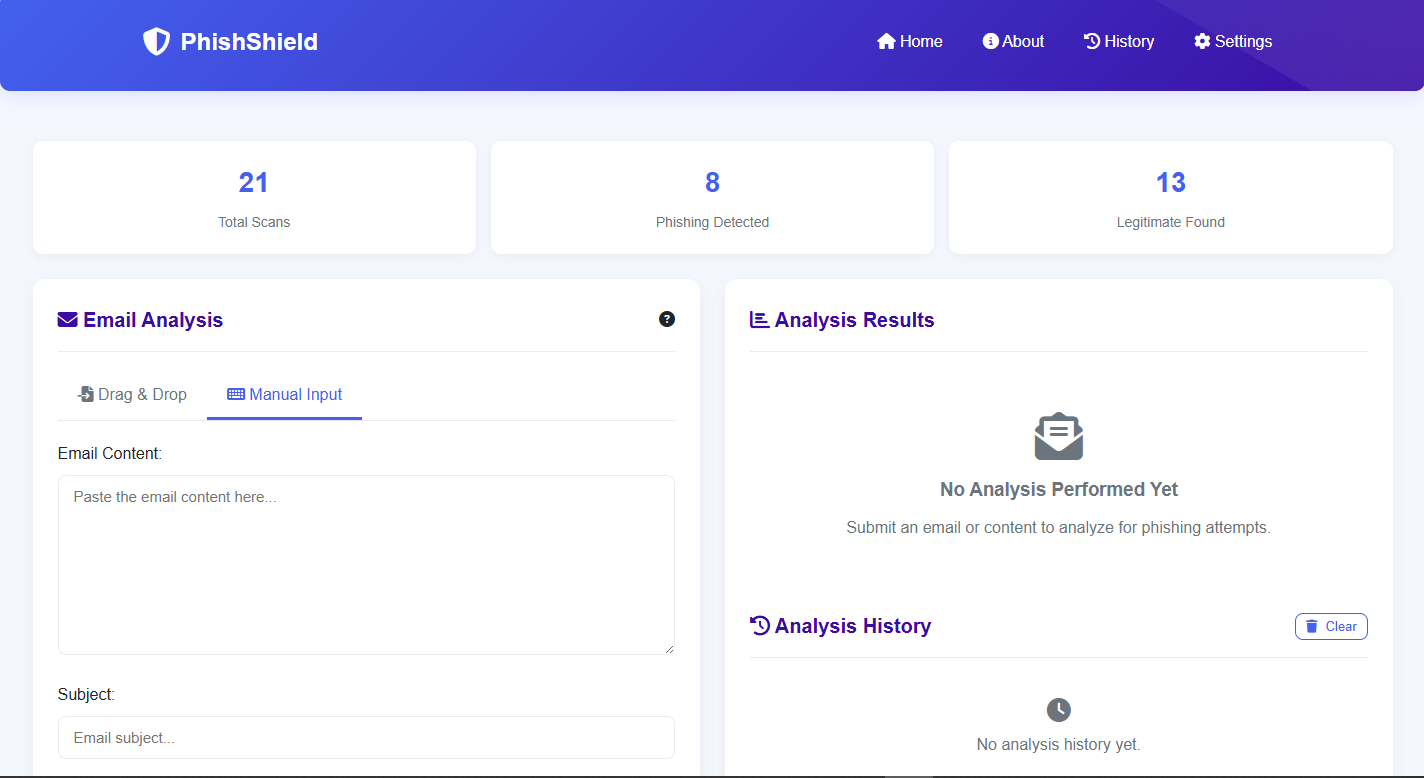 PhishShield
Home
About
History
Settings
21
Total Scans
8
Phishing Detected
13
Legitimate Found
Email Analysis
?
Drag & Drop
Manual Input
Email Content:
Paste the email content here...
Subject:
Email subject...
Analysis Results
No Analysis Performed Yet
Submit an email or content to analyze for phishing attempts.
Analysis History
Clear
No analysis history yet.